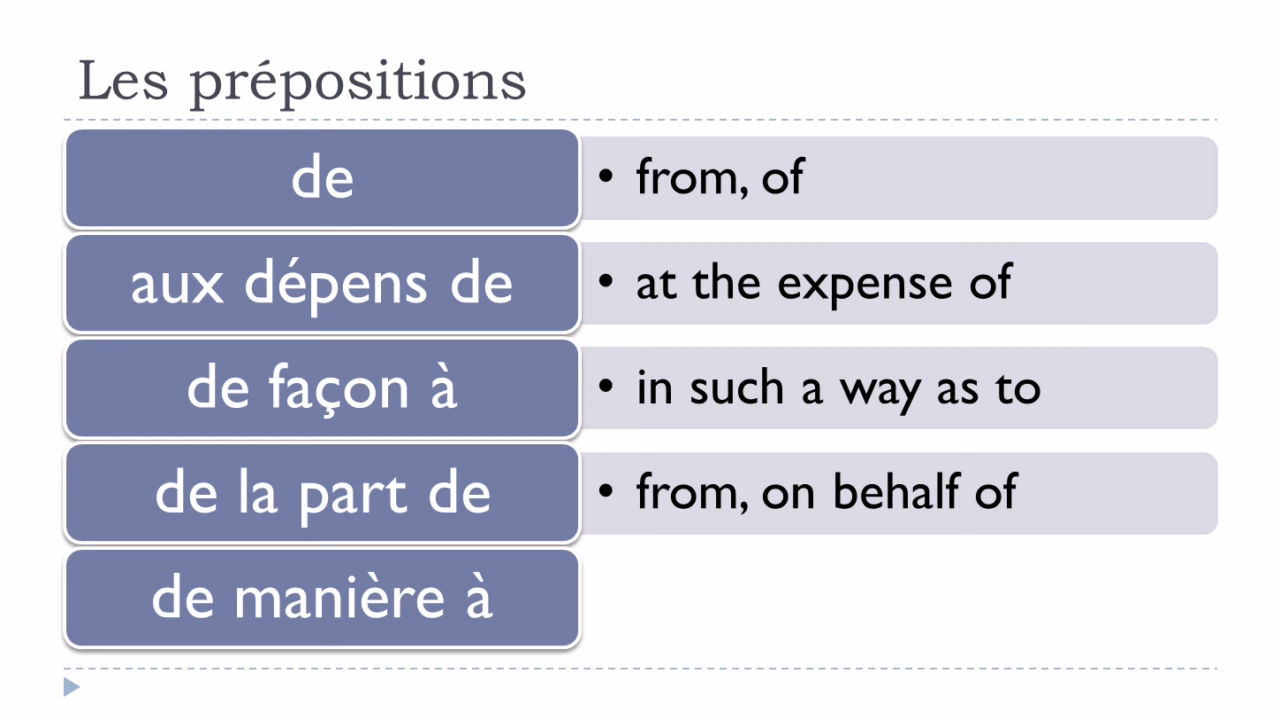 Les prépositions
de
• from, of
aux dépens de
• at the expense of
de façon à
• in such a way as to
de la part de
• from, on behalf of
de manière à